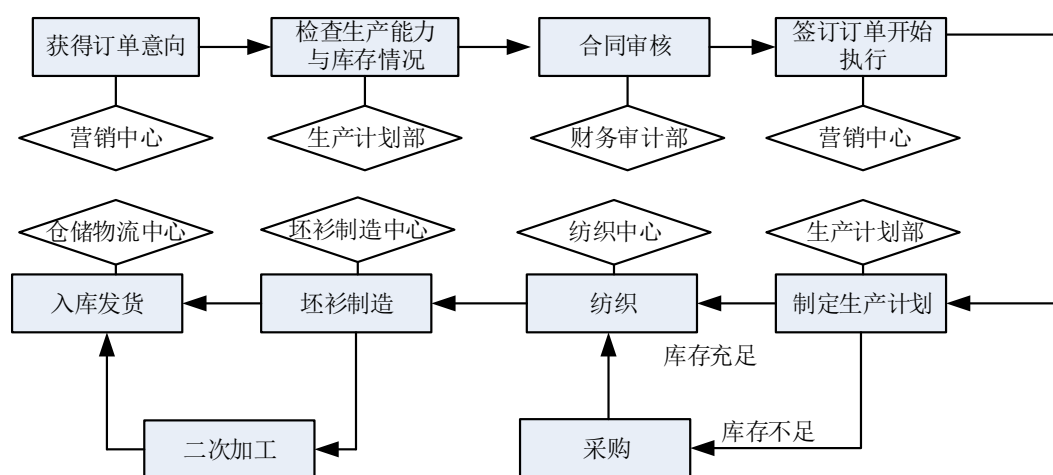 获得订单意向
检查生产能力
与库存情况
合同审核
签订订单开始
执行
营销中心
生产计划部
财务审计部
营销中心
仓储物流中心
坯衫制造中心
纺织中心
生产计划部
入库发货
坯衫制造
纺织
制定生产计划
库存充足
二次加工
采购
库存不足